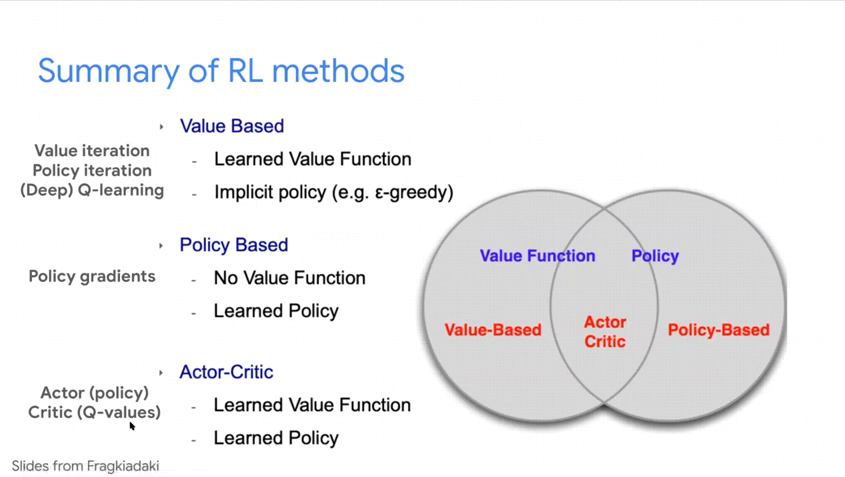 Summary of RL methods
Value iteration
Policy iteration
(Deep) Q-learning
Value Based
- Learned Value Function
- Implicit policy (e.g. ε-greedy)
Policy gradients
Policy Based
- No Value Function
- Learned Policy
Actor (policy)
Critic (Q-values)
Actor-Critic
- Learned Value Function
- Learned Policy
Value Function
Policy
Value-Based
Actor
Critic
Policy-Based
Slides from Fragkiadaki